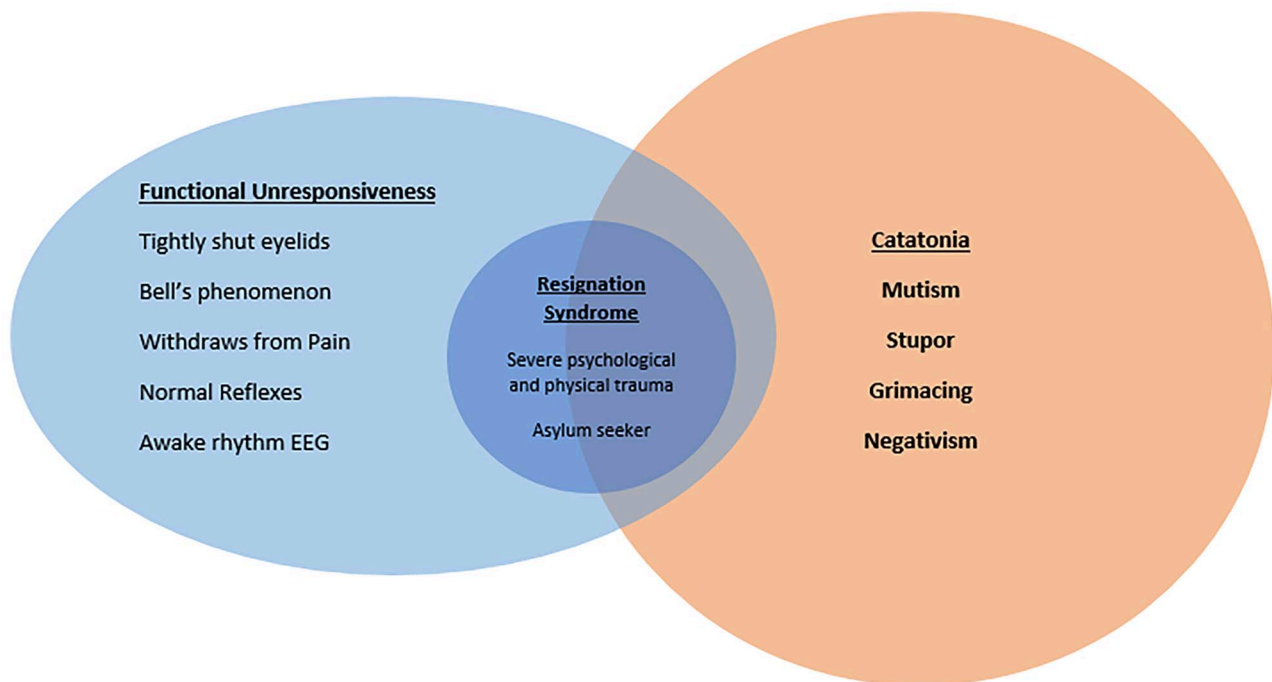 Functional Unresponsiveness
Tightly shut eyelids
Bell’s phenomenon
Withdraws from Pain
Normal Reflexes
Awake rhythm EEG
Resignation
Syndrome
Severe psychological
and physical trauma
Asylum seeker
Catatonia
Mutism
Stupor
Grimacing
Negativism